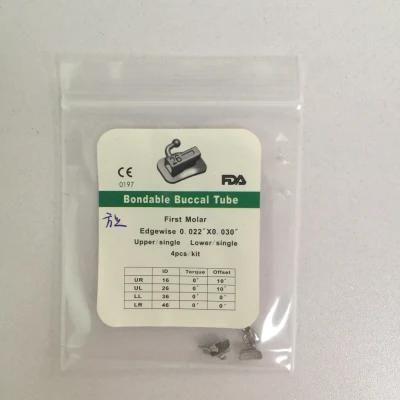 26
CE
0197
FDA
Bondable Buccal Tube
First Molar
Edgewise 0.022"X0.030"
Upper/single Lower/single
4pcs/kit
ID Torque Offset
UR 16 0° 10°
UL 26 0° 10°
LL 36 0° 0°
LR 46 0° 0°